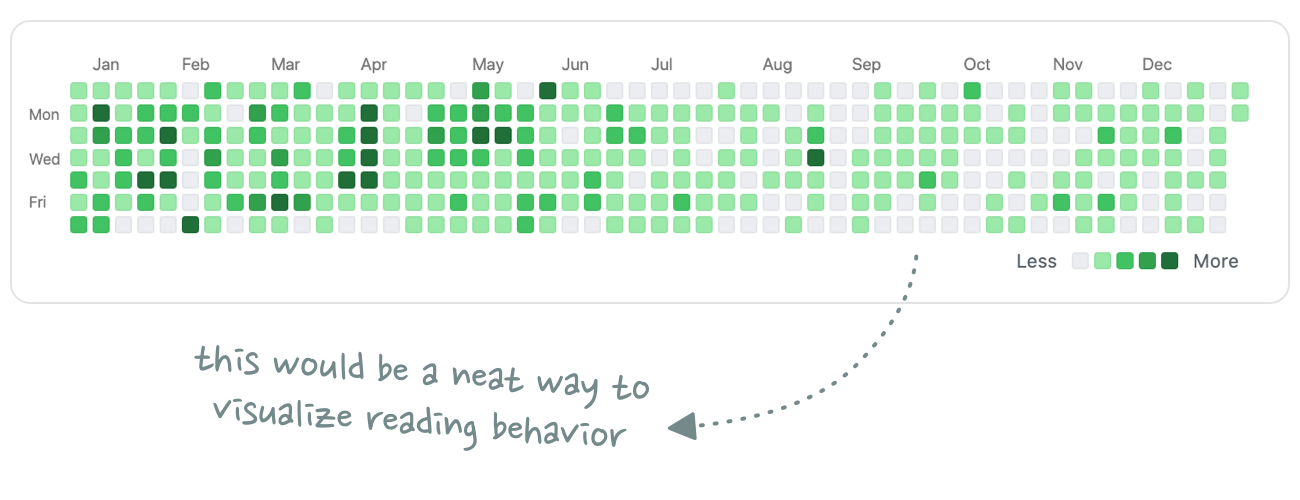 Jan Feb Mar Apr May Jun Jul Aug Sep Oct Nov Dec
Mon
Wed
Fri
Less More
this would be a neat way to
visualize reading behavior